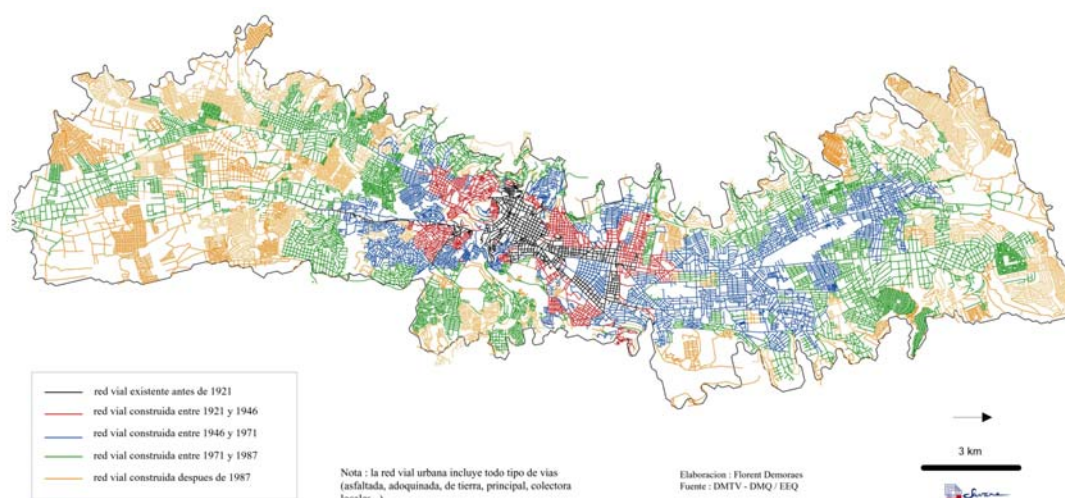 red vial existente antes de 1921
red vial construida entre 1921 y 1946
red vial construida entre 1946 y 1971
red vial construida entre 1971 y 1987
red vial construida despues de 1987
Nota : la red vial urbana incluye todo tipo de vías
(asfaltada, adoquinada, de tierra, principal, colectora
locales...)
Elaboracion : Florent Demoraes
Fuente : DMTV - DMQ / EEQ
3 km